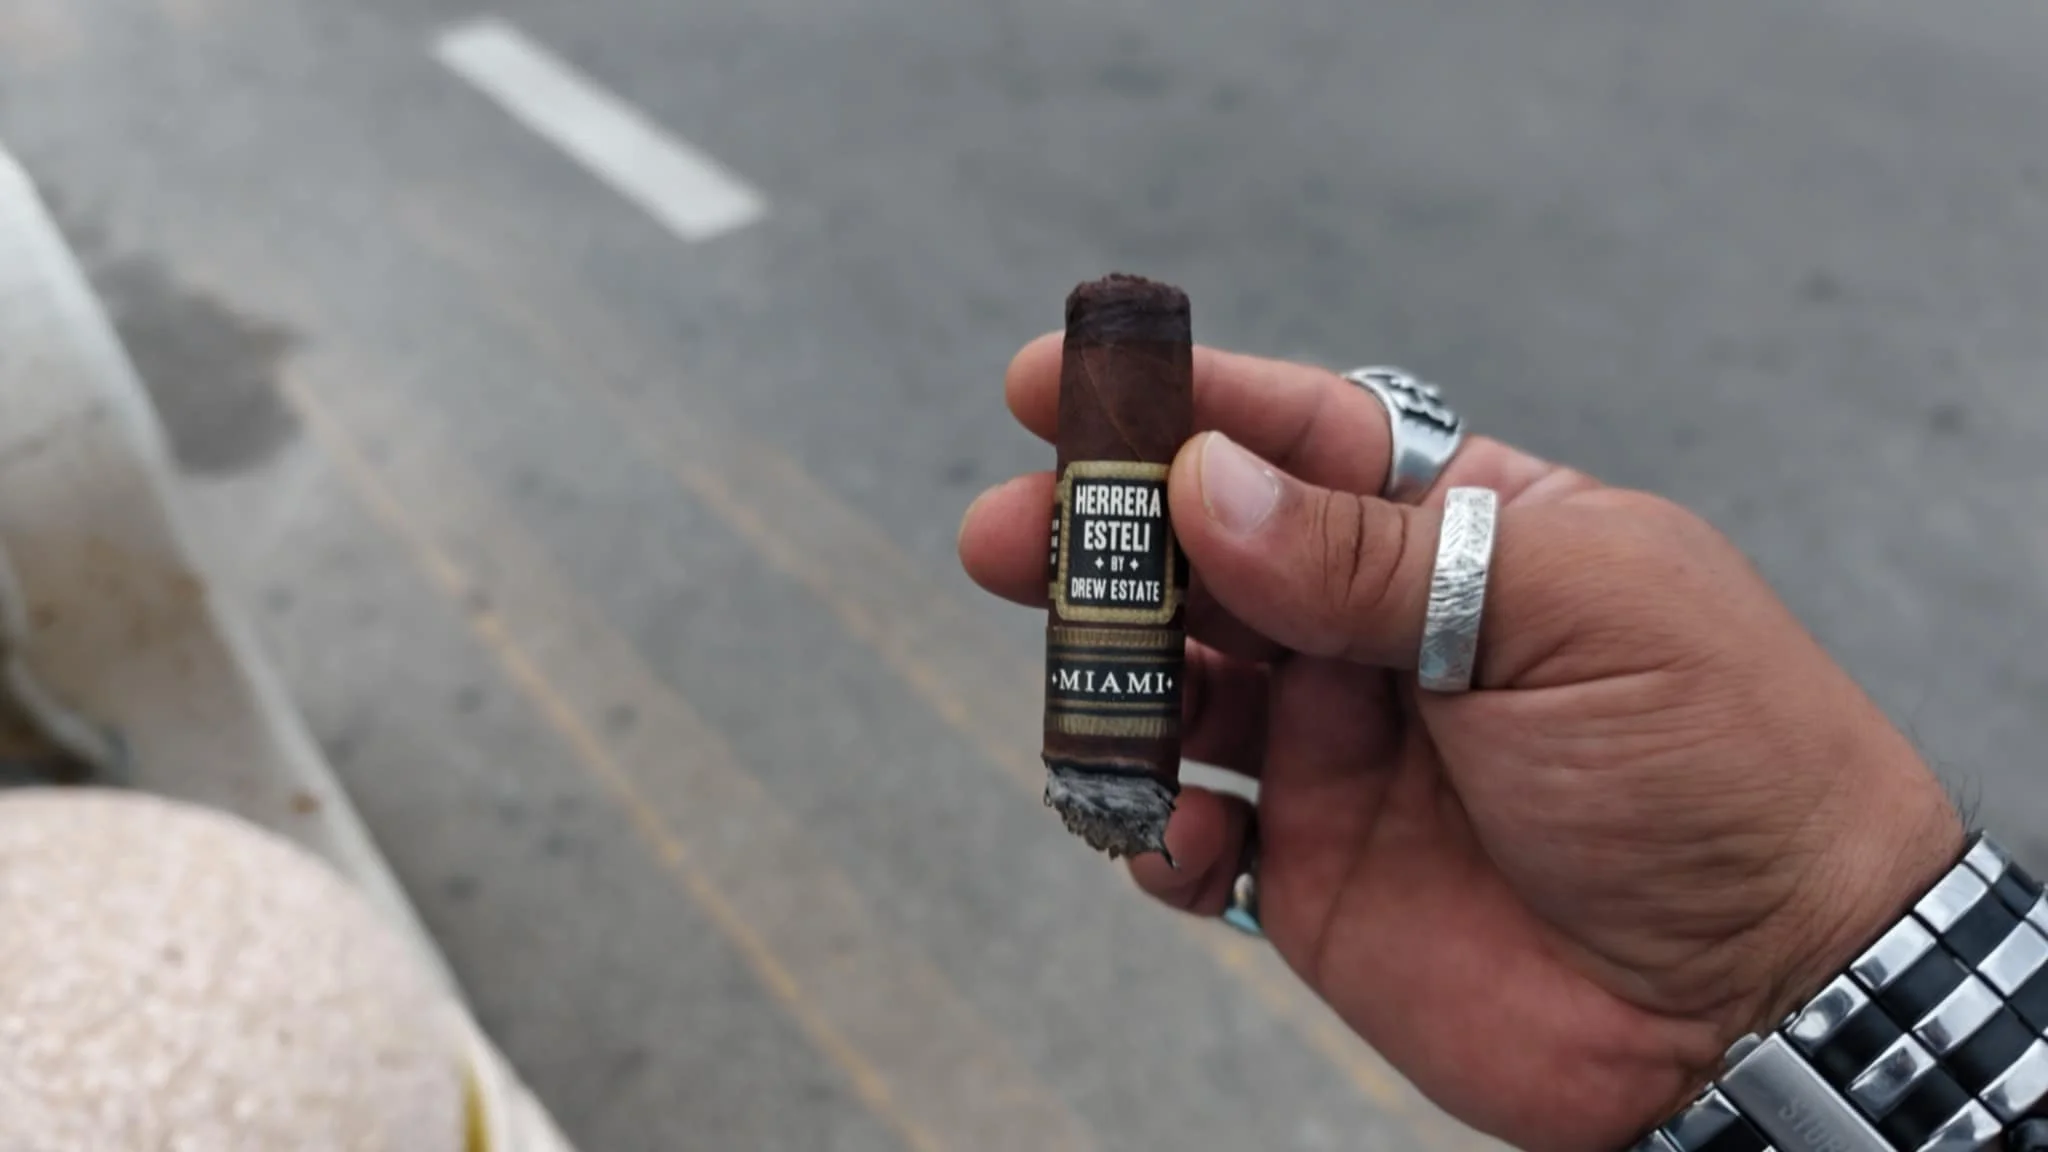 HERRERA
ESTELI
BY
DREW ESTATE
MIAMI